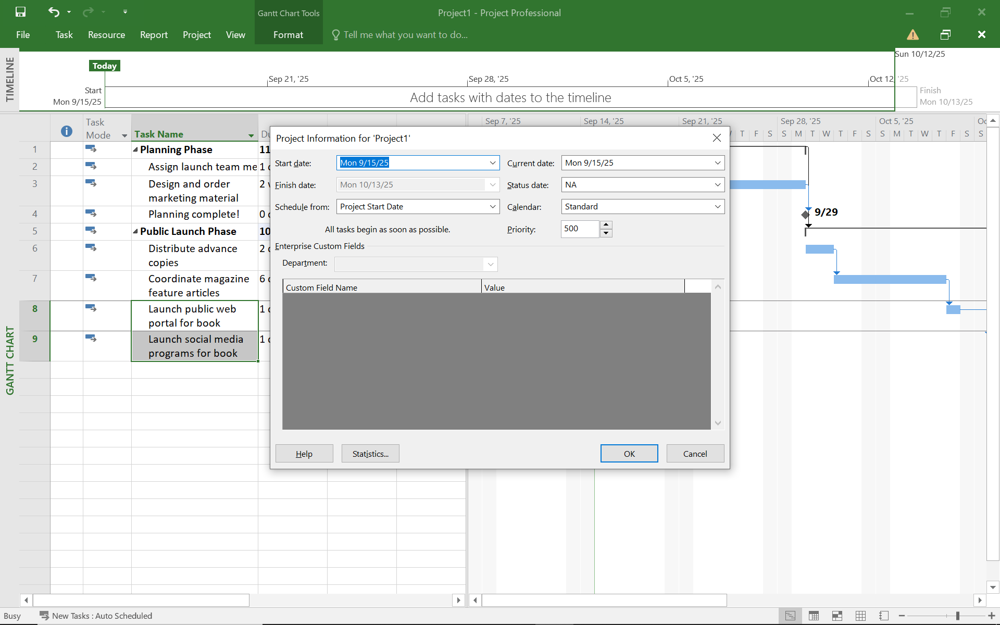 Gantt Chart Tools
Project1 - Project Professional
File
Task
Resource
Report
Project
View
Format
Tell me what you want to do...
TIMELINE
Today
Sun 10/12/25
Sep 21, '25
Sep 28, '25
Oct 5, '25
Oct 12, '25
Start
Mon 9/15/25
Add tasks with dates to the timeline
Finish
Mon 10/13/25
GANTT CHART
Task
Mode
Task Name
Du
Sep 7, '25
Sep 14, '25
Sep 21, '25
Sep 28, '25
Oct 5, '25
Oc
T F S S M T W T F S S M T W T F S S
1 Planning Phase 11
2 Assign launch team me 1 d
3 Design and order
marketing material 2 w
4 Planning complete! 0 d
5 Public Launch Phase 10
6 Distribute advance
copies 2 d
7 Coordinate magazine
feature articles 6 d
8 Launch public web
portal for book 1 d
9 Launch social media
programs for book 1 d
9/29
Project Information for 'Project1'
Start date: Mon 9/15/25
Current date: Mon 9/15/25
Finish date: Mon 10/13/25
Status date: NA
Schedule from: Project Start Date
Calendar: Standard
All tasks begin as soon as possible.
Priority: 500
Enterprise Custom Fields
Department:
Custom Field Name
Value
Help
Statistics...
OK
Cancel
Busy
New Tasks : Auto Scheduled